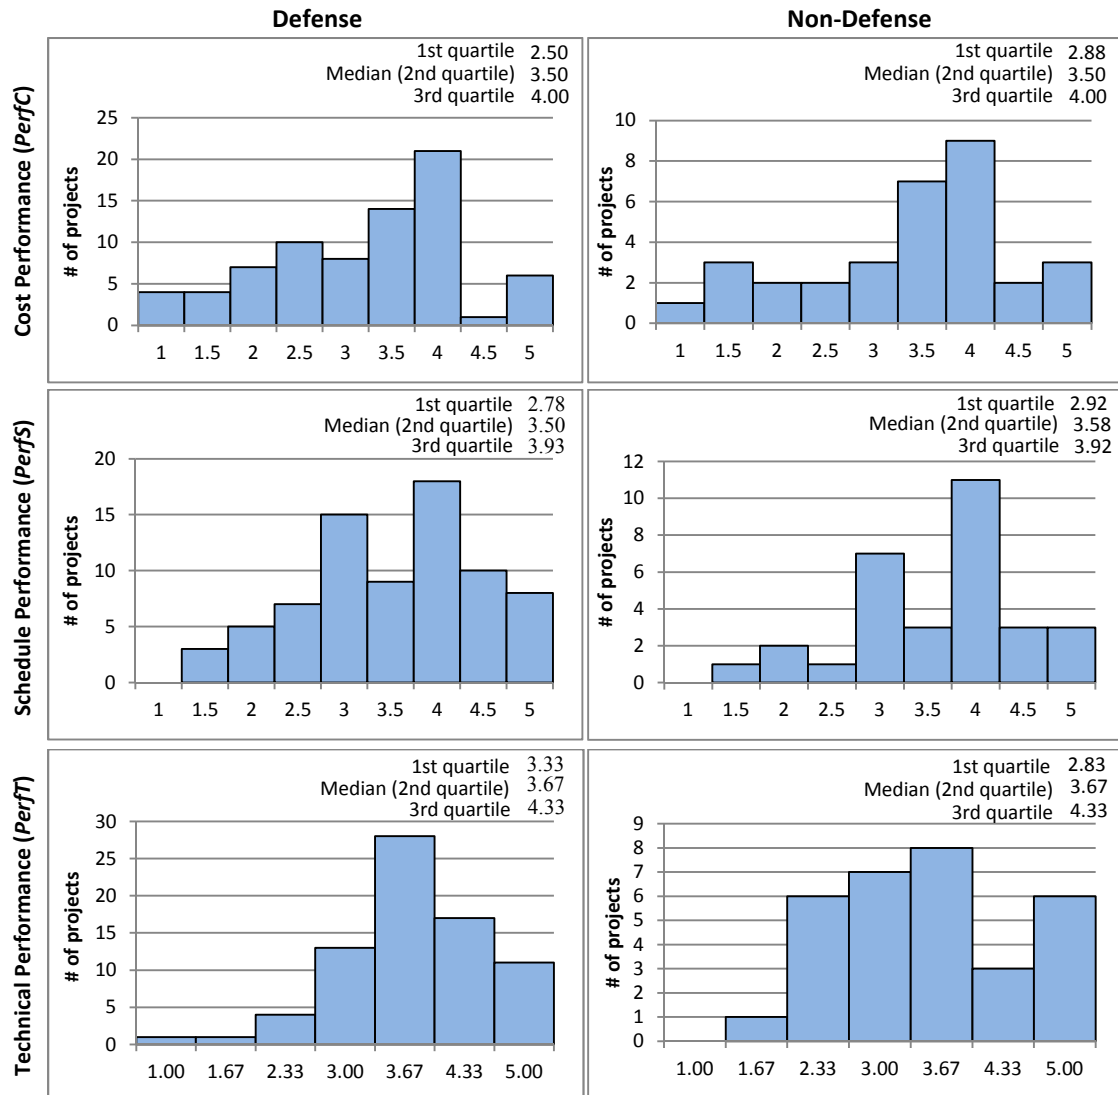 Defense
Non-Defense
Cost Performance (PerfC)
1st quartile 2.50
Median (2nd quartile) 3.50
3rd quartile 4.00
# of projects
25
20
15
10
5
0
1 1.5 2 2.5 3 3.5 4 4.5 5
1st quartile 2.88
Median (2nd quartile) 3.50
3rd quartile 4.00
# of projects
10
8
6
4
2
0
1 1.5 2 2.5 3 3.5 4 4.5 5
Schedule Performance (PerfS)
1st quartile 2.78
Median (2nd quartile) 3.50
3rd quartile 3.93
# of projects
20
15
10
5
0
1 1.5 2 2.5 3 3.5 4 4.5 5
1st quartile 2.92
Median (2nd quartile) 3.58
3rd quartile 3.92
# of projects
12
10
8
6
4
2
0
1 1.5 2 2.5 3 3.5 4 4.5 5
Technical Performance (PerfT)
1st quartile 3.33
Median (2nd quartile) 3.67
3rd quartile 4.33
# of projects
30
25
20
15
10
5
0
1.00 1.67 2.33 3.00 3.67 4.33 5.00
1st quartile 2.83
Median (2nd quartile) 3.67
3rd quartile 4.33
# of projects
9
8
7
6
5
4
3
2
1
0
1.00 1.67 2.33 3.00 3.67 4.33 5.00